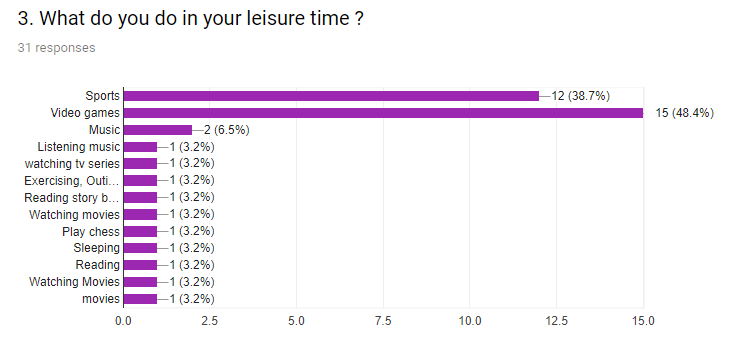 3. What do you do in your leisure time ?
31 responses
Sports 12 (38.7%)
Video games 15 (48.4%)
Music 2 (6.5%)
Listening music 1 (3.2%)
watching tv series 1 (3.2%)
Exercising, Outi... 1 (3.2%)
Reading story b... 1 (3.2%)
Watching movies 1 (3.2%)
Play chess 1 (3.2%)
Sleeping 1 (3.2%)
Reading 1 (3.2%)
Watching Movies 1 (3.2%)
movies 1 (3.2%)
0.0 2.5 5.0 7.5 10.0 12.5 15.0